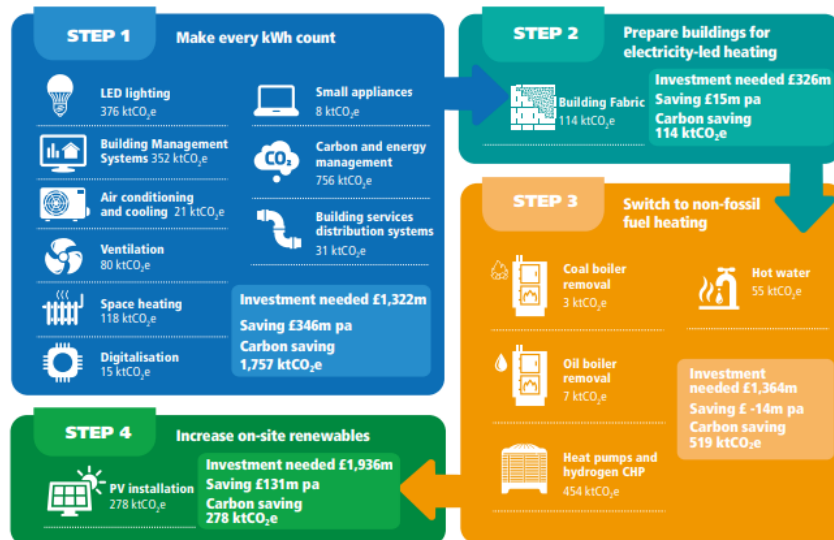 STEP 1
Make every kWh count
LED lighting
376 ktCO₂e
Building Management
Systems 352 ktCO₂e
Air conditioning
and cooling 21 ktCO₂e
Ventilation
80 ktCO₂e
Space heating
118 ktCO₂e
Digitalisation
15 ktCO₂e
Small appliances
8 ktCO₂e
CO₂
Carbon and energy
management
756 ktCO₂e
Building services
distribution systems
31 ktCO₂e
Investment needed £1,322m
Saving £346m pa
Carbon saving
1,757 ktCO₂e
STEP 2
Prepare buildings for
electricity-led heating
Building Fabric
114 ktCO₂e
Investment needed £326m
Saving £15m pa
Carbon saving
114 ktCO₂e
STEP 3
Switch to non-fossil
fuel heating
Coal boiler
removal
3 ktCO₂e
Oil boiler
removal
7 ktCO₂e
Heat pumps and
hydrogen CHP
454 ktCO₂e
Hot water
55 ktCO₂e
Investment
needed £1,364m
Saving £ -14m pa
Carbon saving
519 ktCO₂e
STEP 4
Increase on-site renewables
PV installation
278 ktCO₂e
Investment needed £1,936m
Saving £131m pa
Carbon saving
278 ktCO₂e